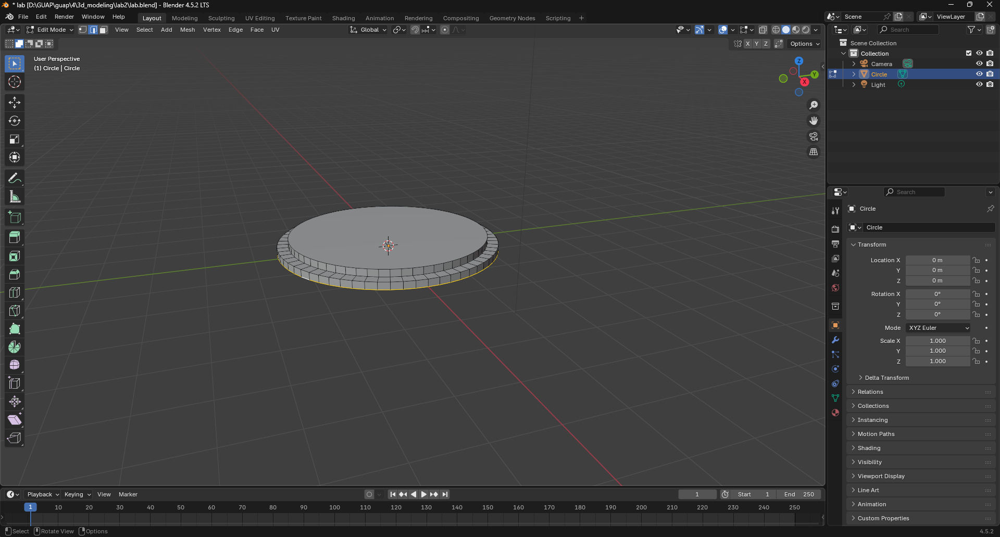 * lab [D:\GUAP\guap\4\3d_modeling\lab2\lab.blend] - Blender 4.5.2 LTS
File Edit Render Window Help Layout Modeling Sculpting UV Editing Texture Paint Shading Animation Rendering Compositing Geometry Nodes Scripting + Scene ViewLayer
Edit Mode View Select Add Mesh Vertex Edge Face UV Global Search
X Y Z Options
User Perspective
(1) Circle | Circle
Z
Y
X
Scene Collection
Collection
Camera
Circle
Light
Search
Circle
Circle
Transform
Location X 0 m
Y 0 m
Z 0 m
Rotation X 0°
Y 0°
Z 0°
Mode XYZ Euler
Scale X 1.000
Y 1.000
Z 1.000
Delta Transform
Relations
Collections
Instancing
Motion Paths
Shading
Visibility
Viewport Display
Line Art
Animation
Custom Properties
Playback Keying View Marker 1 Start 1 End 250
1 10 20 30 40 50 60 70 80 90 100 110 120 130 140 150 160 170 180 190 200 210 220 230 240 250
Select Rotate View Options 4.5.2